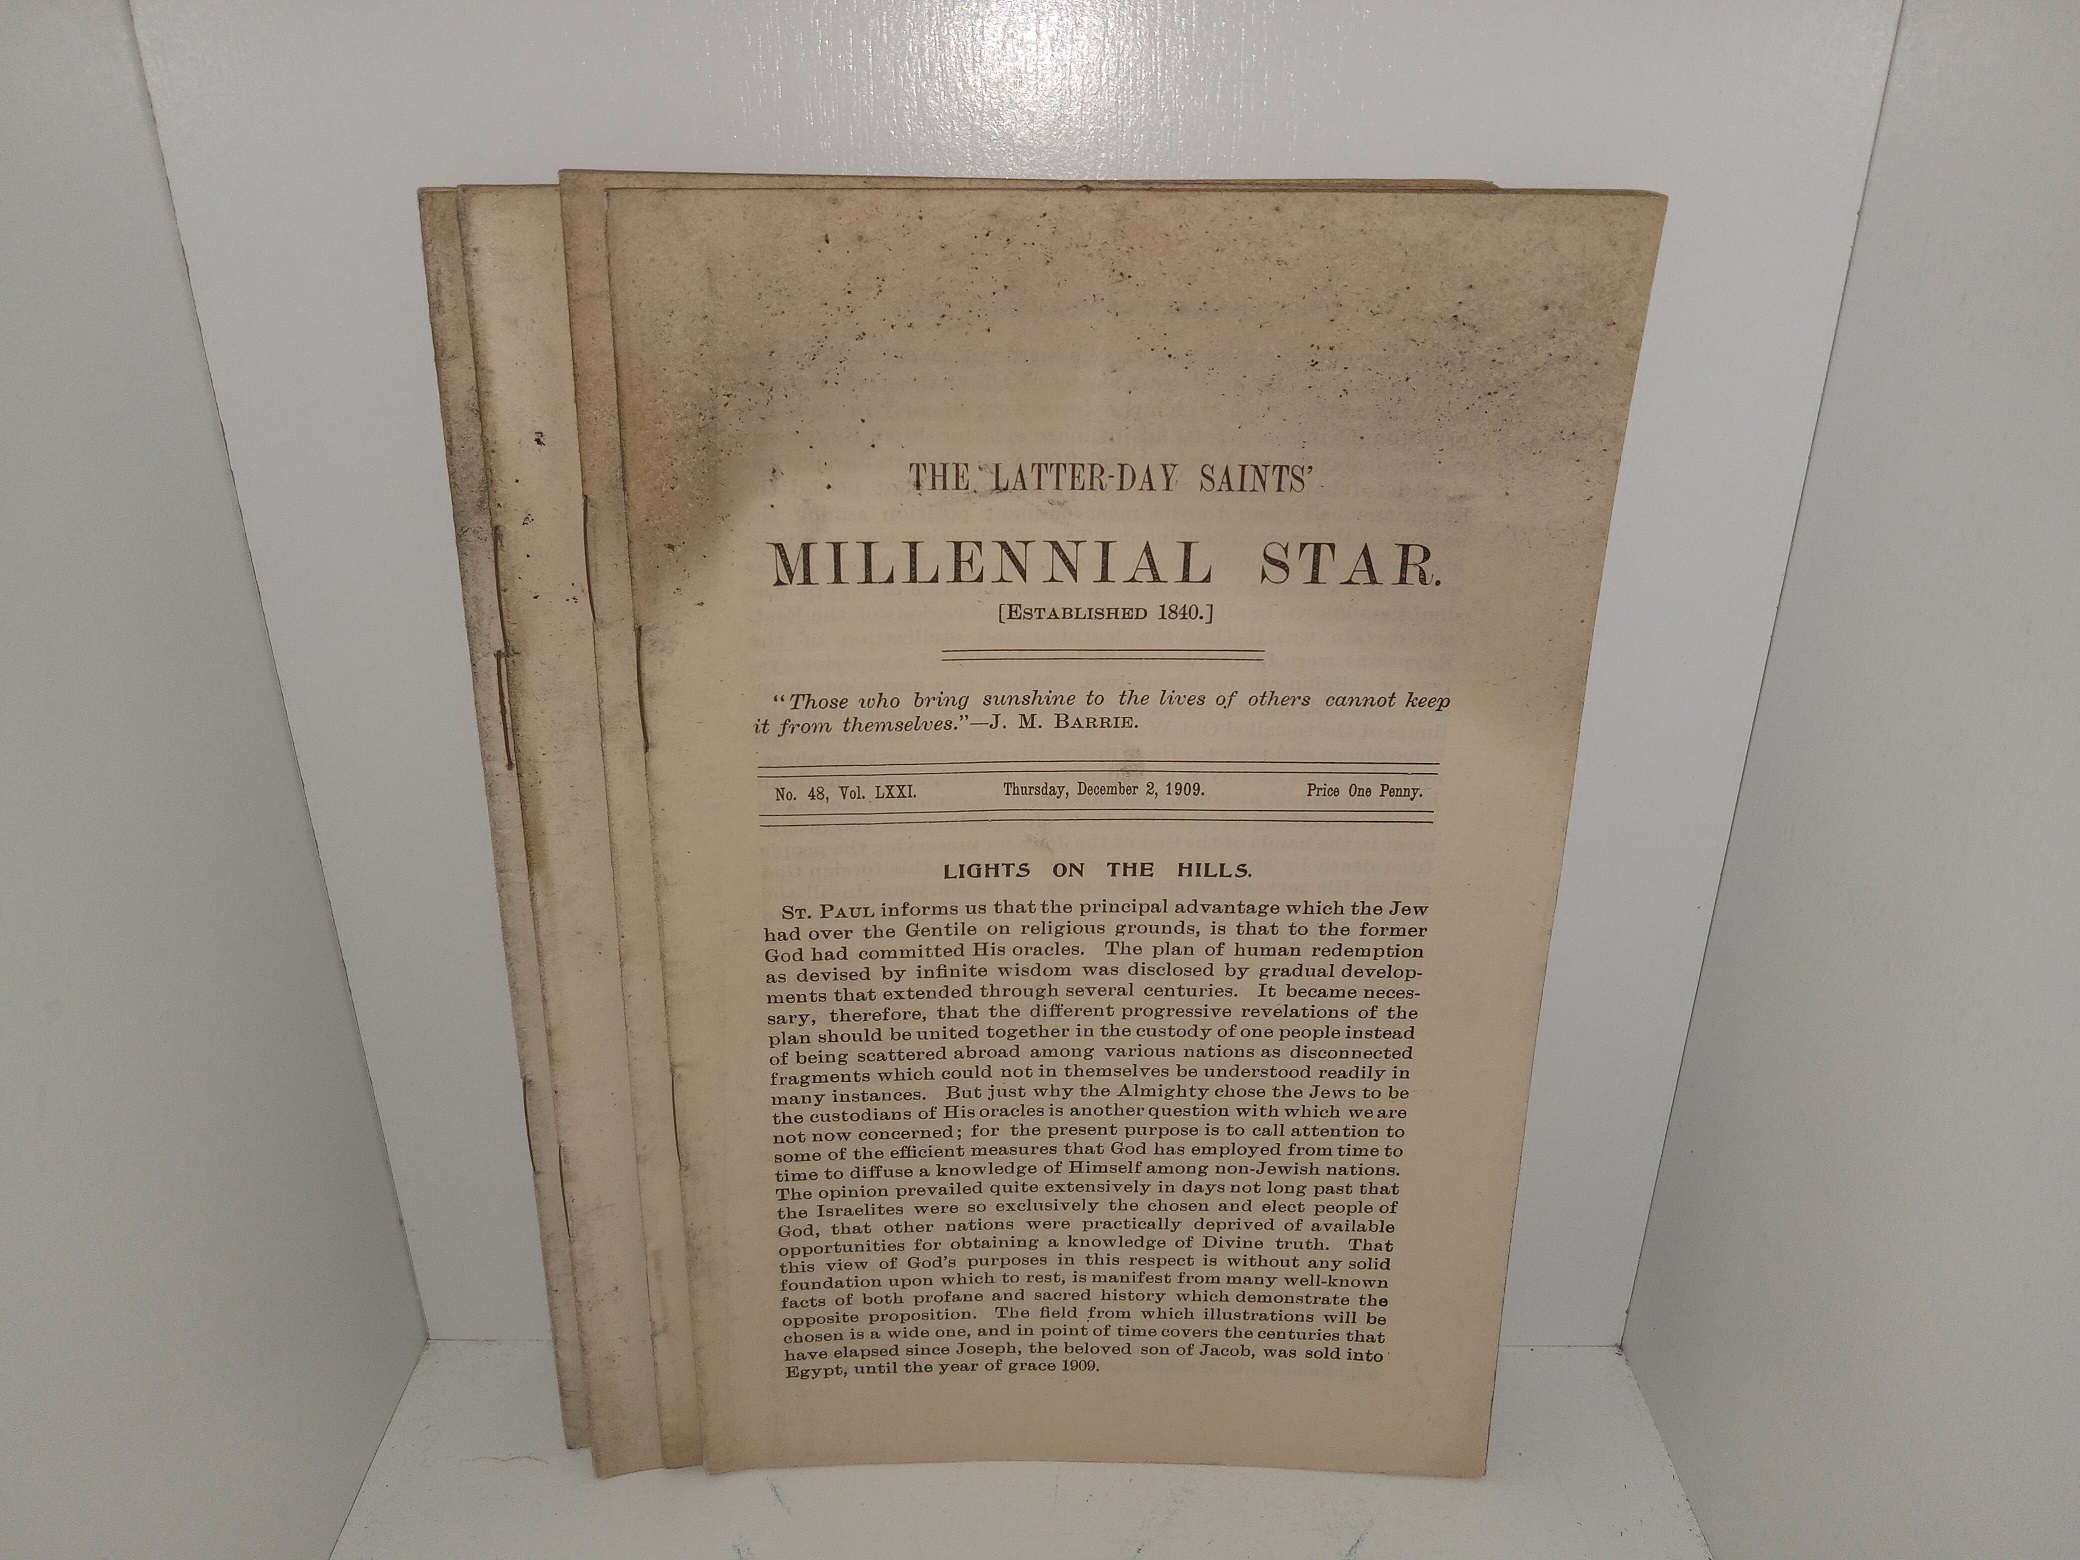 THE LATTER-DAY SAINTS'
MILLENNIAL STAR.
[ESTABLISHED 1840.]
"Those who bring sunshine to the lives of others cannot keep
it from themselves."—J. M. BARRIE.
No. 48, Vol. LXXI. Thursday, December 2, 1909. Price One Penny.
LIGHTS ON THE HILLS.
ST. PAUL informs us that the principal advantage which the Jew
had over the Gentile on religious grounds, is that to the former
God had committed His oracles. The plan of human redemption
as devised by infinite wisdom was disclosed by gradual develop-
ments that extended through several centuries. It became neces-
sary, therefore, that the different progressive revelations of the
plan should be united together in the custody of one people instead
of being scattered abroad among various nations as disconnected
fragments which could not in themselves be understood readily in
many instances. But just why the Almighty chose the Jews to be
the custodians of His oracles is another question with which we are
not now concerned; for the present purpose is to call attention to
some of the efficient measures that God has employed from time to
time to diffuse a knowledge of Himself among non-Jewish nations.
The opinion prevailed quite extensively in days not long past that
the Israelites were so exclusively the chosen and elect people of
God, that other nations were practically deprived of available
opportunities for obtaining a knowledge of Divine truth. That
this view of God's purposes in this respect is without any solid
foundation upon which to rest, is manifest from many well-known
facts of both profane and sacred history which demonstrate the
opposite proposition. The field from which illustrations will be
chosen is a wide one, and in point of time covers the centuries that
have elapsed since Joseph, the beloved son of Jacob, was sold into
Egypt, until the year of grace 1909.